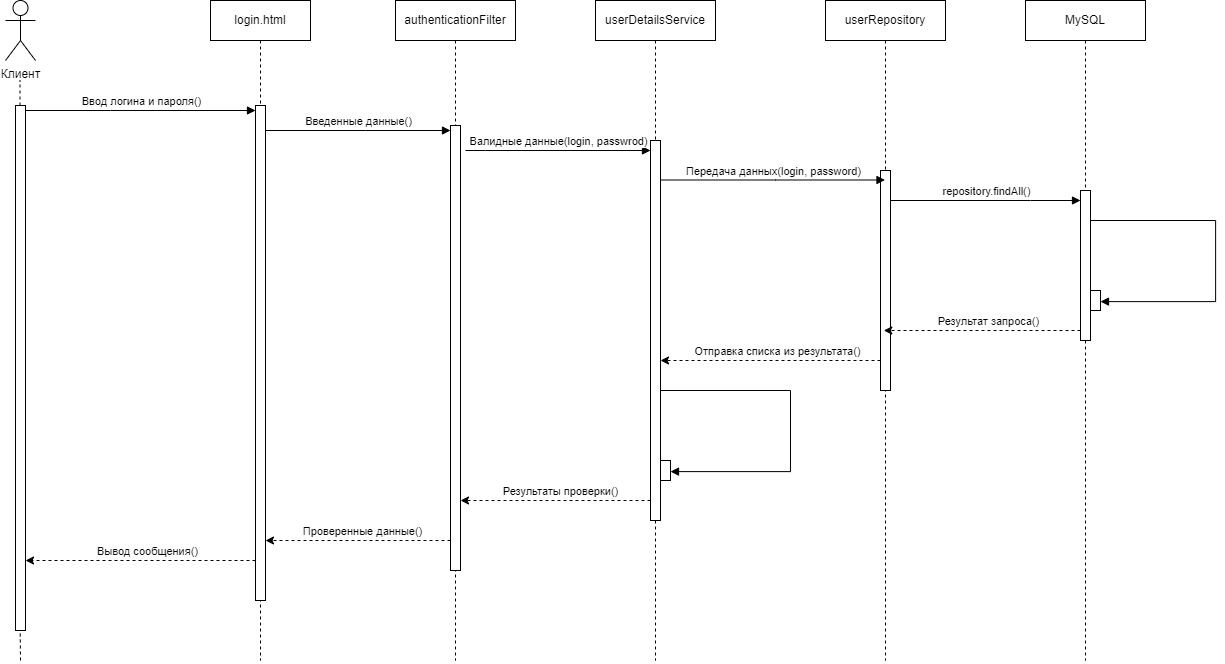 login.html
authenticationFilter
userDetailsService
userRepository
MySQL
Клиент
Ввод логина и пароля()
Введенные данные()
Валидные данные(login, passwrod)
Передача данных(login, password)
repository.findAll()
Результат запроса()
Отправка списка из результата()
Результаты проверки()
Проверенные данные()
Вывод сообщения()